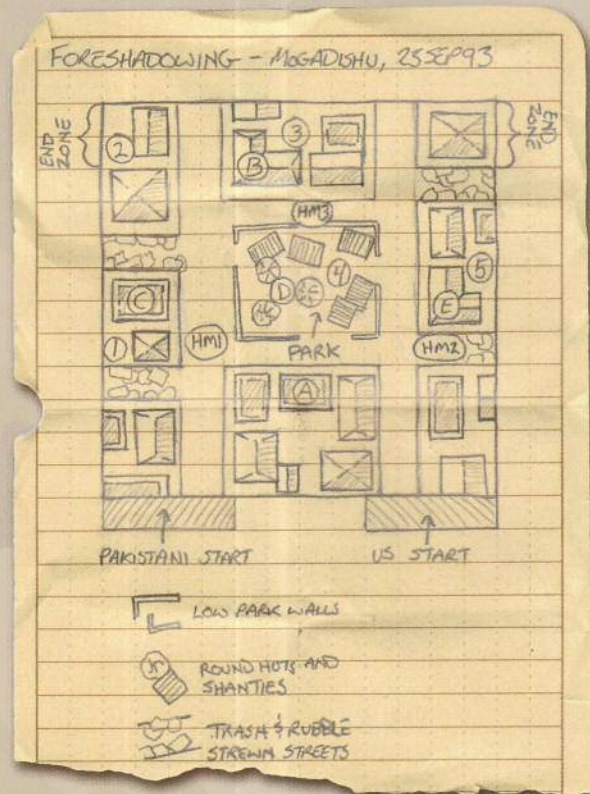 FORESHADOWING - MOGADISHU, 23SEP93
END ZONE
END ZONE
2
3
B
HM3
5
4
D
C
E
1
HM1
PARK
HM2
A
PAKISTANI START
US START
LOW PARK WALLS
ROUND HUTS AND
SHANTIES
TRASH & RUBBLE
STREWN STREETS